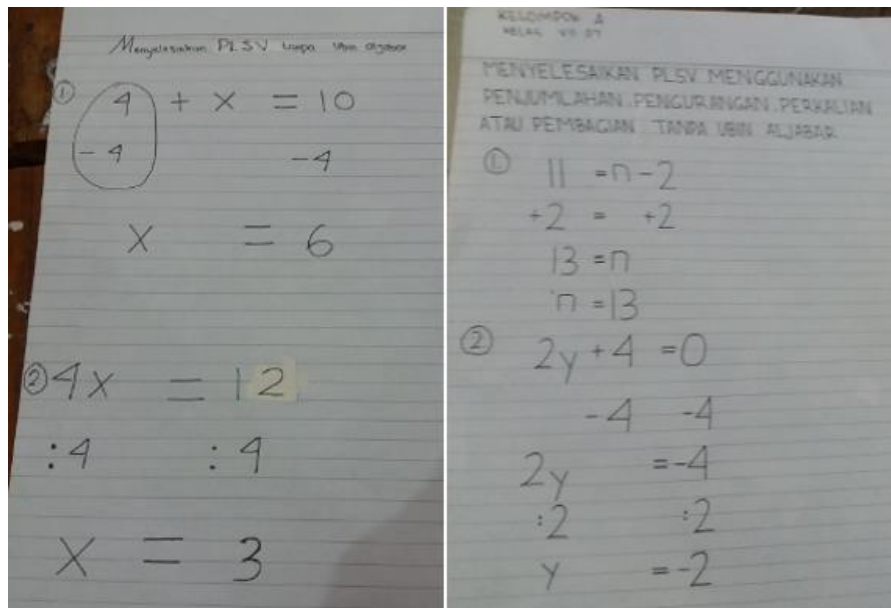 Menyelesaikan PLSV tanpa ubin aljabar
① 4 + x = 10
-4 -4
x = 6
② 4x = 12
:4 :4
x = 3
KELOMPOK A
KELAS VII
MENYELESAIKAN PLSV MENGGUNAKAN
PENJUMLAHAN.PENGURANGAN.PERKALIAN
ATAU PEMBAGIAN TANPA UBIN ALJABAR
① 11 = n - 2
+2 = +2
13 = n
n = 13
② 2y + 4 = 0
-4 -4
2y = -4
:2 :2
y = -2